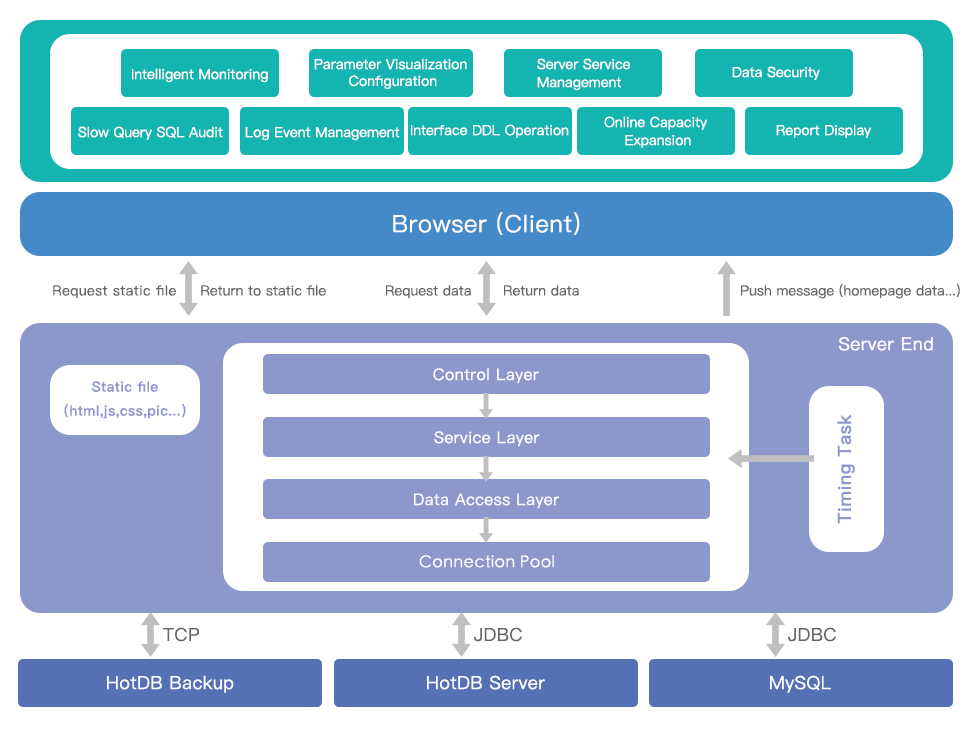 Intelligent Monitoring
Parameter Visualization
Configuration
Server Service
Management
Data Security
Slow Query SQL Audit
Log Event Management
Interface DDL Operation
Online Capacity
Expansion
Report Display
Browser (Client)
Request static file
Return to static file
Request data
Return data
Push message (homepage data...)
Server End
Static file
(html,js,css,pic...)
Control Layer
Service Layer
Data Access Layer
Connection Pool
Timing Task
TCP
JDBC
JDBC
HotDB Backup
HotDB Server
MySQL